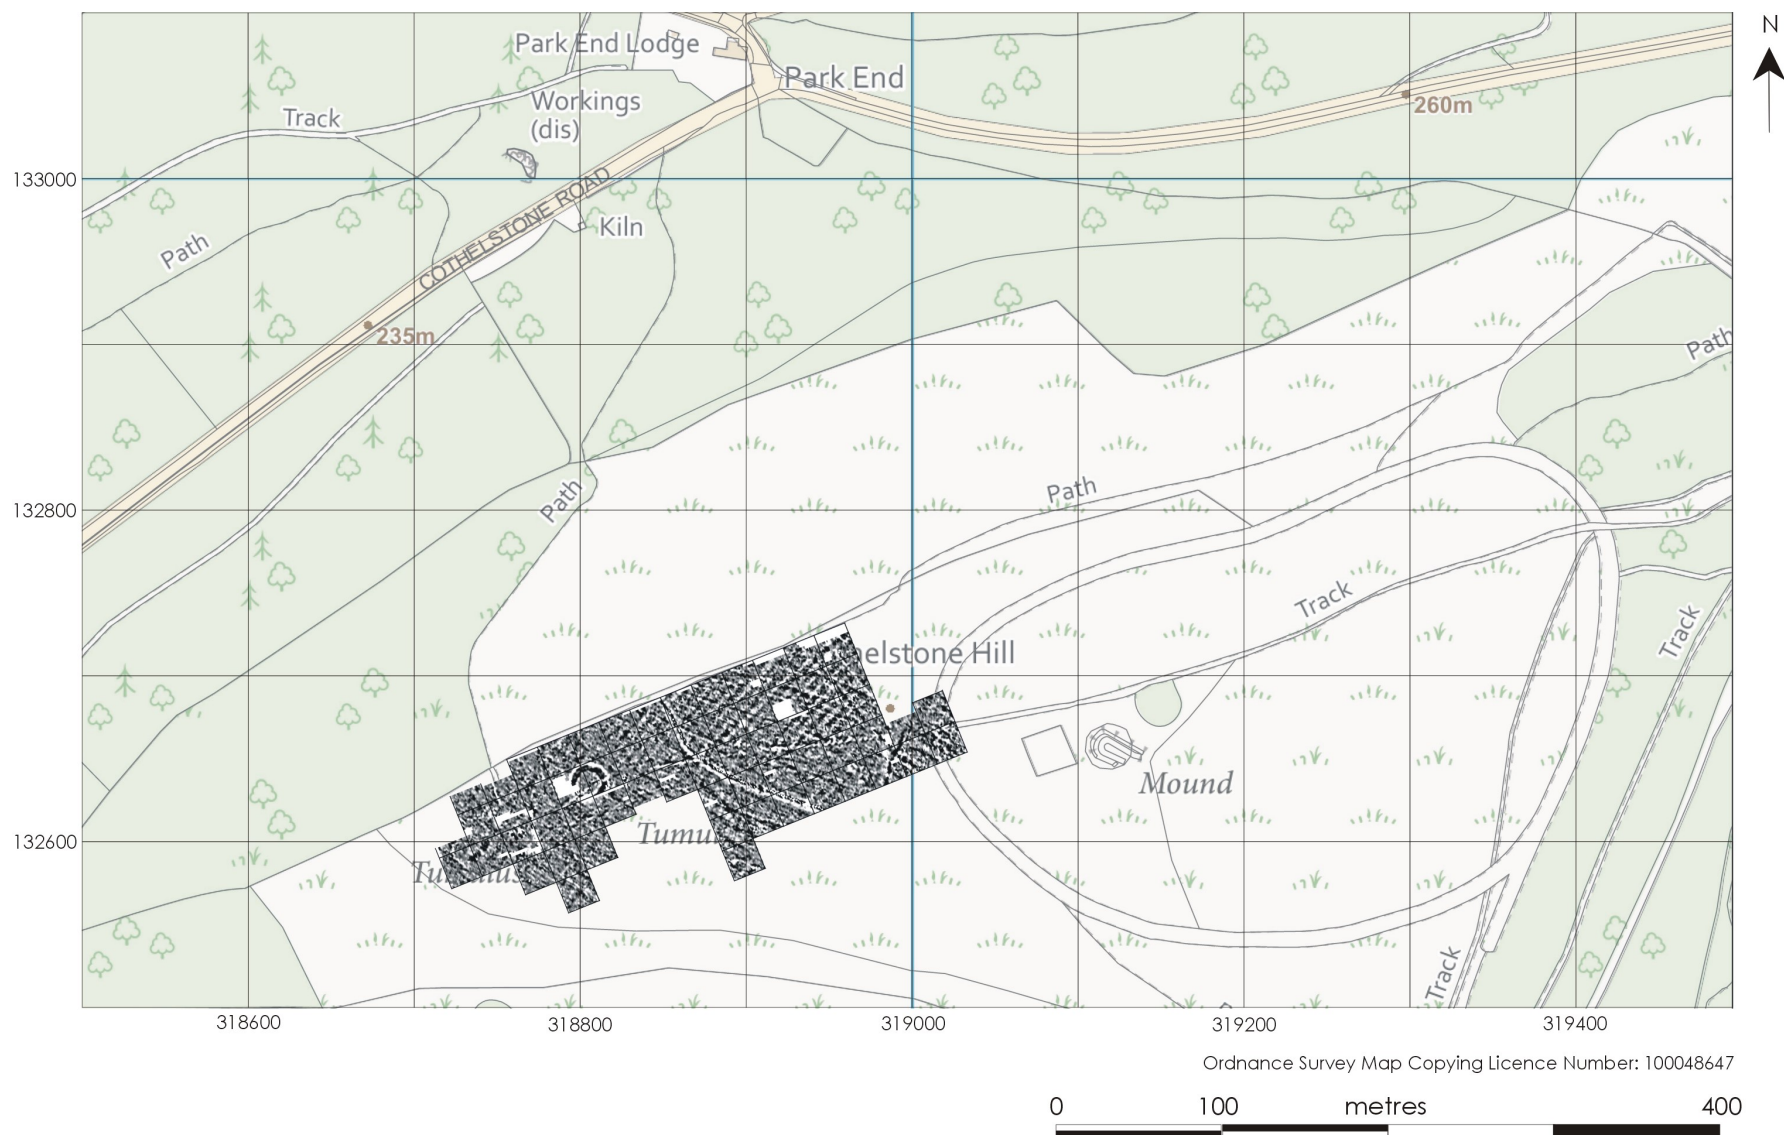 N
Park End Lodge
Park End
Workings
(dis)
Track
260m
133000
COTHELSTONE ROAD
Kiln
Path
235m
Path
Path
Path
132800
Track
Track
elstone Hill
Mound
132600
Tumu
Track
318600
318800
319000
319200
319400
Ordnance Survey Map Copying Licence Number: 100048647
0
100
metres
400